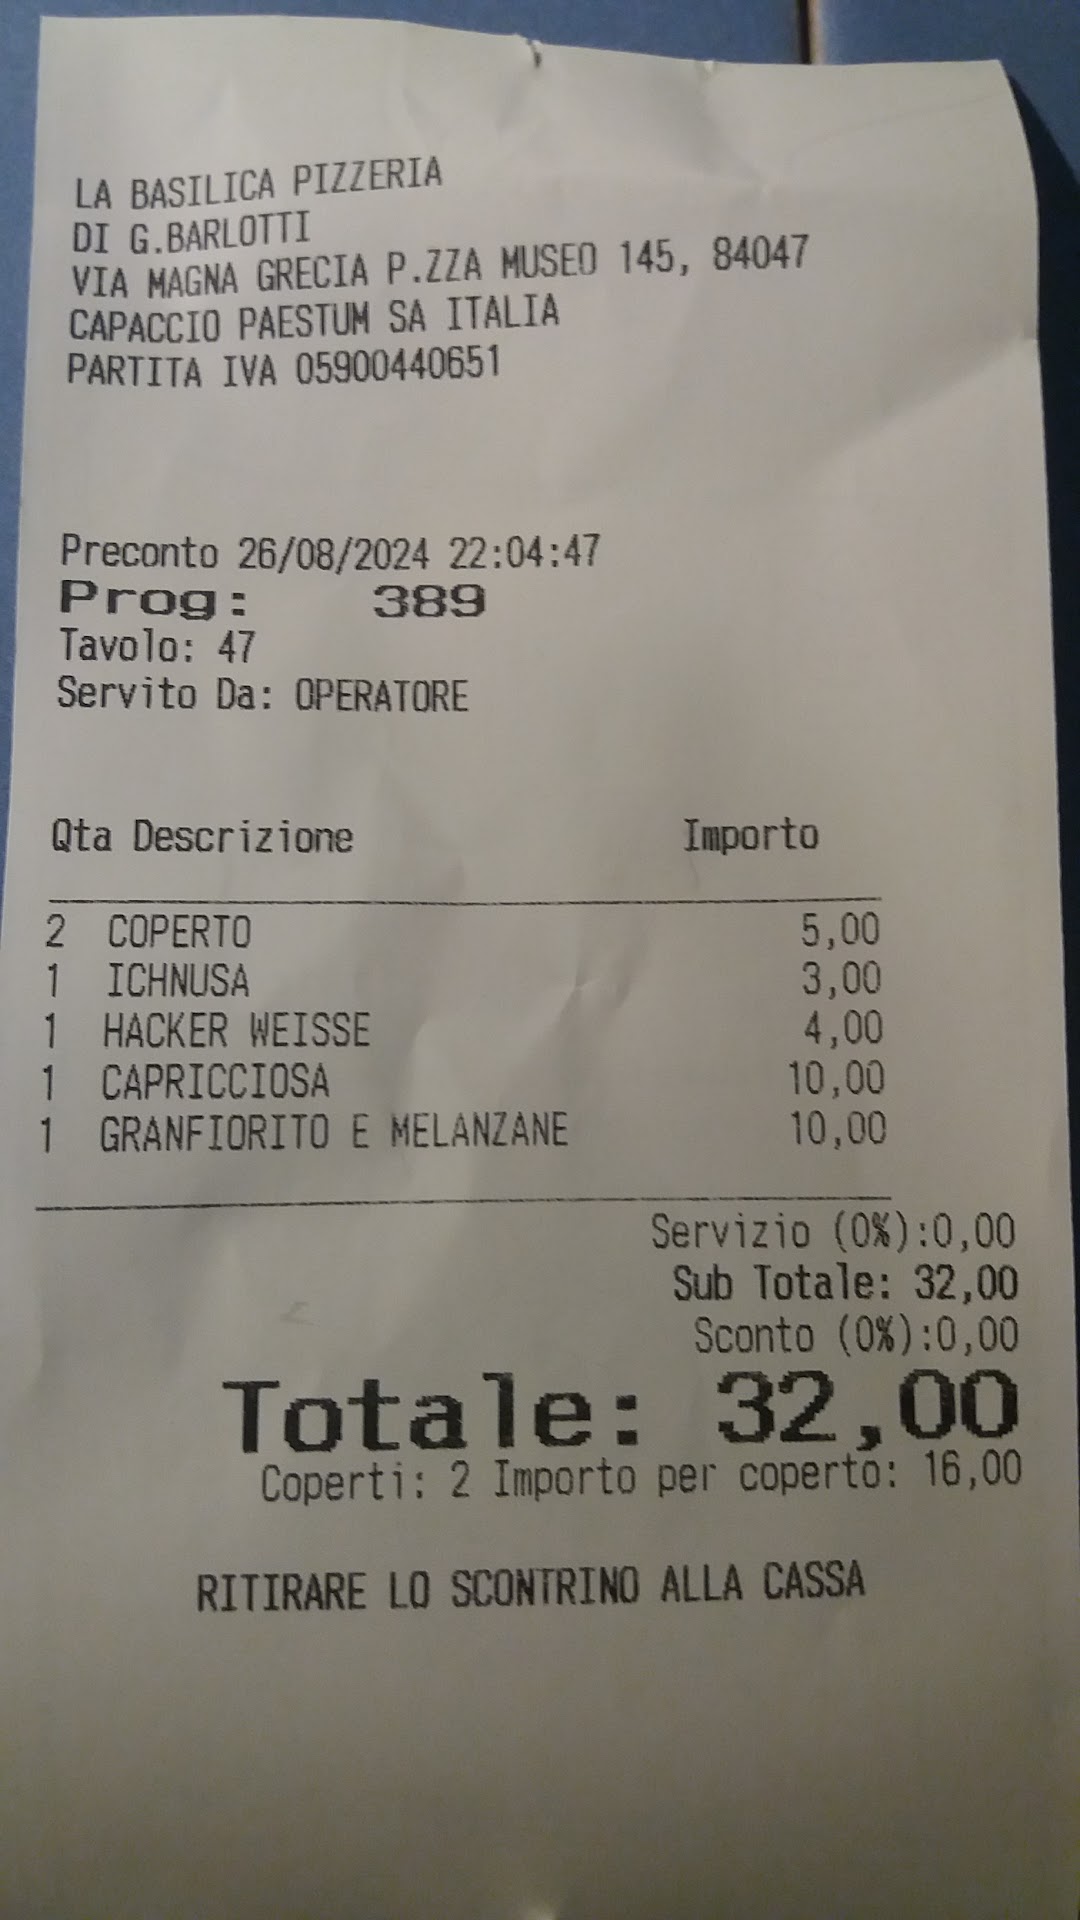 LA BASILICA PIZZERIA
DI G.BARLOTTI
VIA MAGNA GRECIA P.ZZA MUSEO 145, 84047
CAPACCIO PAESTUM SA ITALIA
PARTITA IVA 05900440651
Preconto 26/08/2024 22:04:47
Prog: 389
Tavolo: 47
Servito Da: OPERATORE
Qta Descrizione Importo
2 COPERTO 5,00
1 ICHNUSA 3,00
1 HACKER WEISSE 4,00
1 CAPRICCIOSA 10,00
1 GRANFIORITO E MELANZANE 10,00
Servizio (0%):0,00
Sub Totale: 32,00
Sconto (0%):0,00
Totale: 32,00
Coperti: 2 Importo per coperto: 16,00
RITIRARE LO SCONTRINO ALLA CASSA